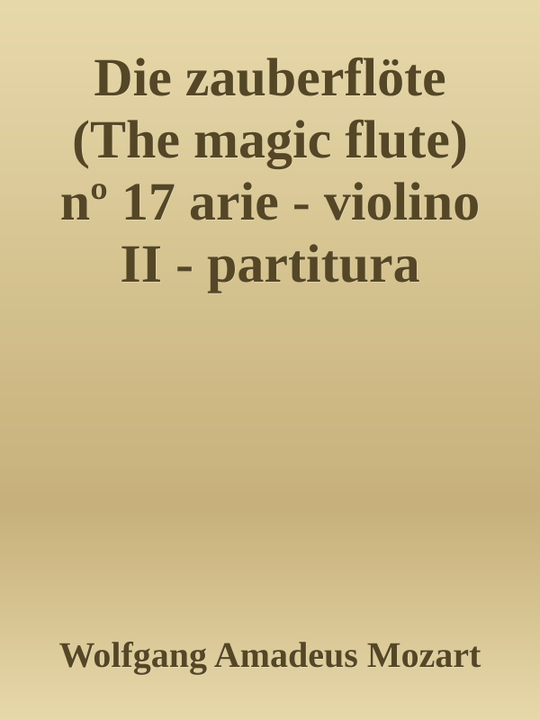 Die zauberflöte
(The magic flute)
nº 17 arie - violino
II - partitura
Wolfgang Amadeus Mozart